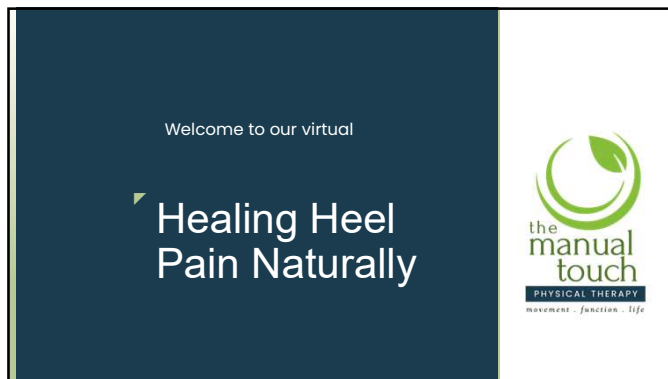 Welcome to our virtual
Healing Heel
Pain Naturally
the
manual
touch
PHYSICAL THERAPY
movement . function . life